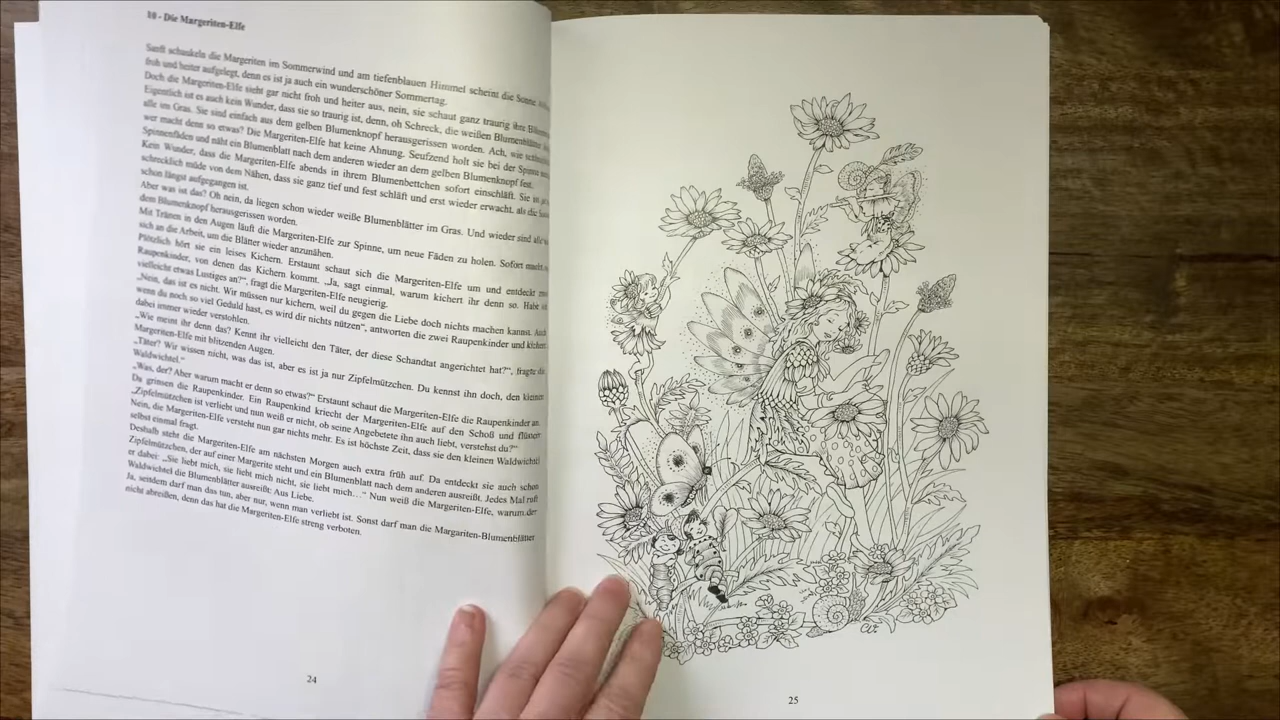 10 - Die Margeriten-Elfe
Sanft schaukeln die Margeriten im Sommerwind und am tiefenblauen Himmel scheint die Sonne
froh und heiter aufgelegt, denn es ist ja auch ein wunderschöner Sommertag.
Doch die Margeriten-Elfe sieht gar nicht froh und heiter aus, nein, sie schaut ganz traurig ihre
Eigentlich ist es auch kein Wunder, dass sie so traurig ist, denn, oh Schreck, die weißen Blumenblätter
alle im Gras. Sie sind einfach aus dem gelben Blumenknopf herausgerissen worden. Ach, wie
wer macht denn so etwas? Die Margeriten-Elfe hat keine Ahnung. Seufzend holt sie bei der Spinne
Spinnenfäden und näht ein Blumenblatt nach dem anderen wieder an dem gelben Blumenknopf fest.
Kein Wunder, dass die Margeriten-Elfe abends in ihrem Blumenbettchen sofort einschläft. Sie ist
schrecklich müde von dem Nähen, dass sie ganz tief und fest schläft und erst wieder erwacht, als die
schon längst aufgegangen ist.
Aber was ist das? Oh nein, da liegen schon wieder weiße Blumenblätter im Gras. Und wieder sind alle
dem Blumenknopf herausgerissen worden.
Mit Tränen in den Augen läuft die Margeriten-Elfe zur Spinne, um neue Fäden zu holen. Sofort macht
sich an die Arbeit, um die Blätter wieder anzunähen.
Plötzlich hört sie ein leises Kichern. Erstaunt schaut sich die Margeriten-Elfe um und entdeckt
Raupenkinder, von denen das Kichern kommt. „Ja, sagt einmal, warum kichert ihr denn so. Habt
vielleicht etwas Lustiges an?“, fragt die Margeriten-Elfe neugierig.
„Nein, das ist es nicht. Wir müssen nur kichern, weil du gegen die Liebe doch nichts machen kannst. Auch
wenn du noch so viel Geduld hast, es wird dir nichts nützen“, antworten die zwei Raupenkinder und kichern
dabei immer wieder verstohlen.
„Wie meint ihr denn das? Kennt ihr vielleicht den Täter, der diese Schandtat angerichtet hat?“, fragte die
Margeriten-Elfe mit blitzenden Augen.
„Täter? Wir wissen nicht, was das ist, aber es ist ja nur Zipfelmützchen. Du kennst ihn doch, den kleinen
Waldwichtel.“
„Was, der? Aber warum macht er denn so etwas?“ Erstaunt schaut die Margeriten-Elfe die Raupenkinder an.
Da grinsen die Raupenkinder. Ein Raupenkind kriecht der Margeriten-Elfe auf den Schoß und flüstert
„Zipfelmützchen ist verliebt und nun weiß er nicht, ob seine Angebetete ihn auch liebt, verstehst du?“
Nein, die Margeriten-Elfe versteht nun gar nichts mehr. Es ist höchste Zeit, dass sie den kleinen Waldwichtel
selbst einmal fragt.
Deshalb steht die Margeriten-Elfe am nächsten Morgen auch extra früh auf. Da entdeckt sie auch schon
Zipfelmützchen, der auf einer Margerite steht und ein Blumenblatt nach dem anderen ausreißt. Jedes Mal ruft
er dabei: „Sie liebt mich, sie liebt mich nicht, sie liebt mich…“ Nun weiß die Margeriten-Elfe, warum der
Waldwichtel die Blumenblätter ausreißt: Aus Liebe.
Ja, seitdem darf man das tun, aber nur, wenn man verliebt ist. Sonst darf man die Margariten-Blumenblätter
nicht abreißen, denn das hat die Margeriten-Elfe streng verboten.
24
25